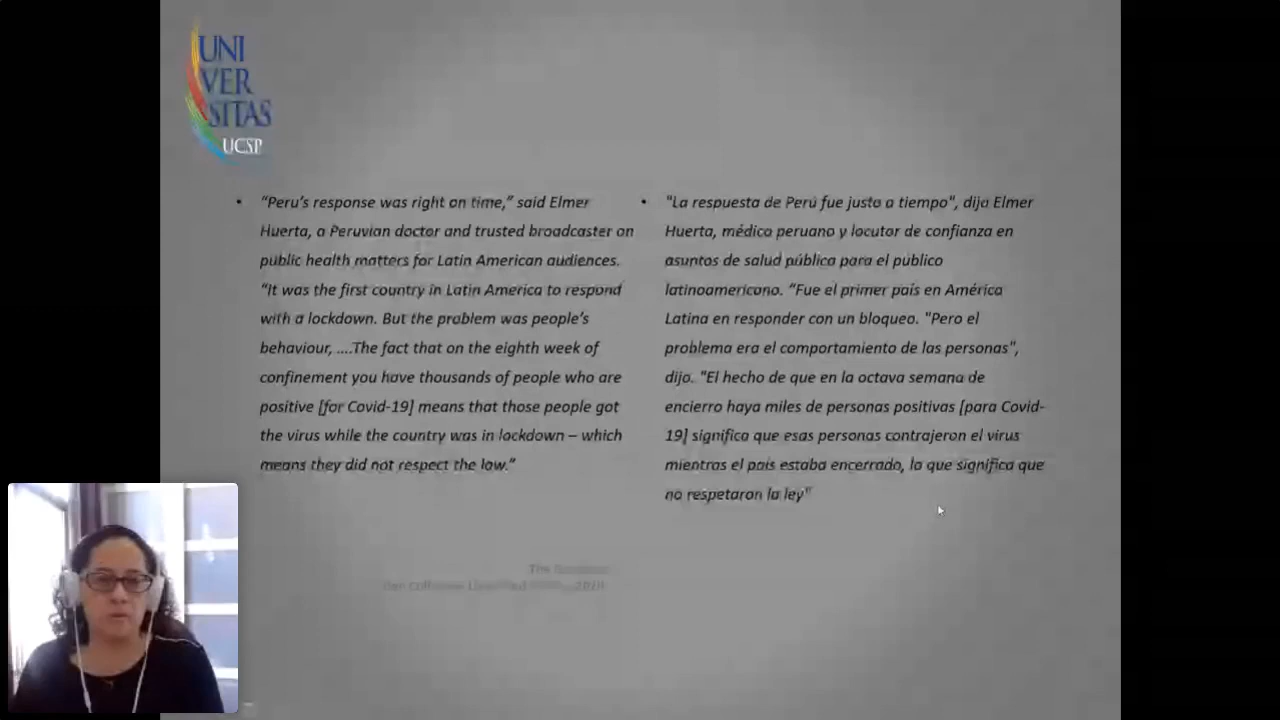 UNI
VER
SITAS
UCSP
• “Peru’s response was right on time,” said Elmer
Huerta, a Peruvian doctor and trusted broadcaster on
public health matters for Latin American audiences.
“It was the first country in Latin America to respond
with a lockdown. But the problem was people’s
behaviour, ....The fact that on the eighth week of
confinement you have thousands of people who are
positive [for Covid-19] means that those people got
the virus while the country was in lockdown – which
means they did not respect the law.”
• "La respuesta de Perú fue justo a tiempo", dijo Elmer
Huerta, médico peruano y locutor de confianza en
asuntos de salud pública para el publico
latinoamericano. “Fue el primer país en América
Latina en responder con un bloqueo. "Pero el
problema era el comportamiento de las personas",
dijo. "El hecho de que en la octava semana de
encierro haya miles de personas positivas [para Covid-
19] significa que esas personas contrajeron el virus
mientras el país estaba encerrado, lo que significa que
no respetaron la ley"
The
Dan Collyns